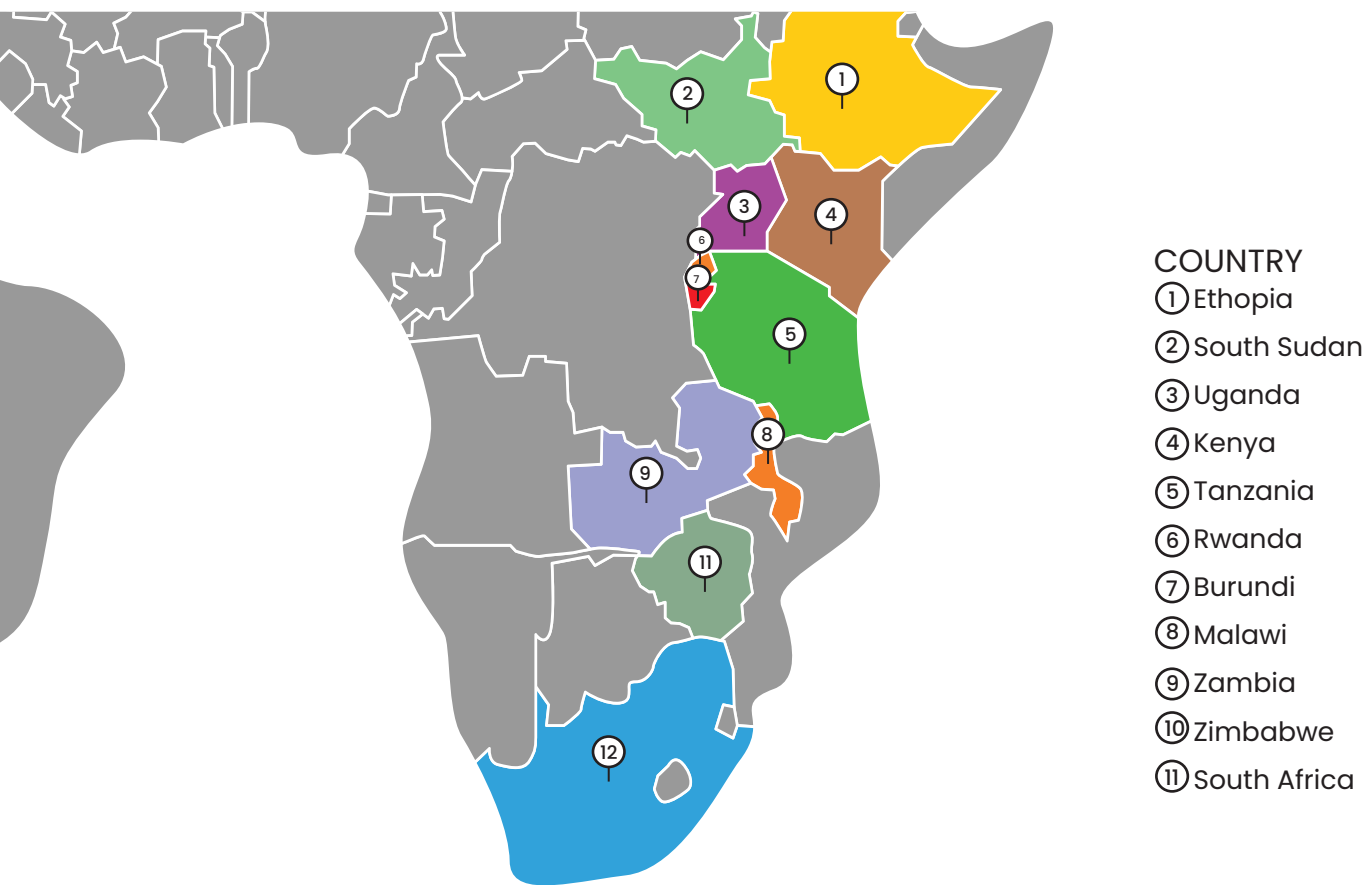 1
2
3
4
6
7
5
8
9
11
12
COUNTRY
1 Ethopia
2 South Sudan
3 Uganda
4 Kenya
5 Tanzania
6 Rwanda
7 Burundi
8 Malawi
9 Zambia
10 Zimbabwe
11 South Africa